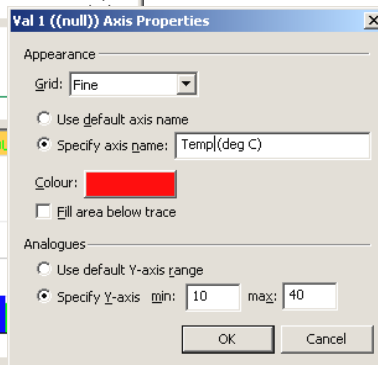 Val 1 ((null)) Axis Properties
Appearance
Grid: Fine
Use default axis name
Specify axis name: Temp(deg C)
Colour:
Fill area below trace
Analogues
Use default Y-axis range
Specify Y-axis min: 10 max: 40
OK Cancel